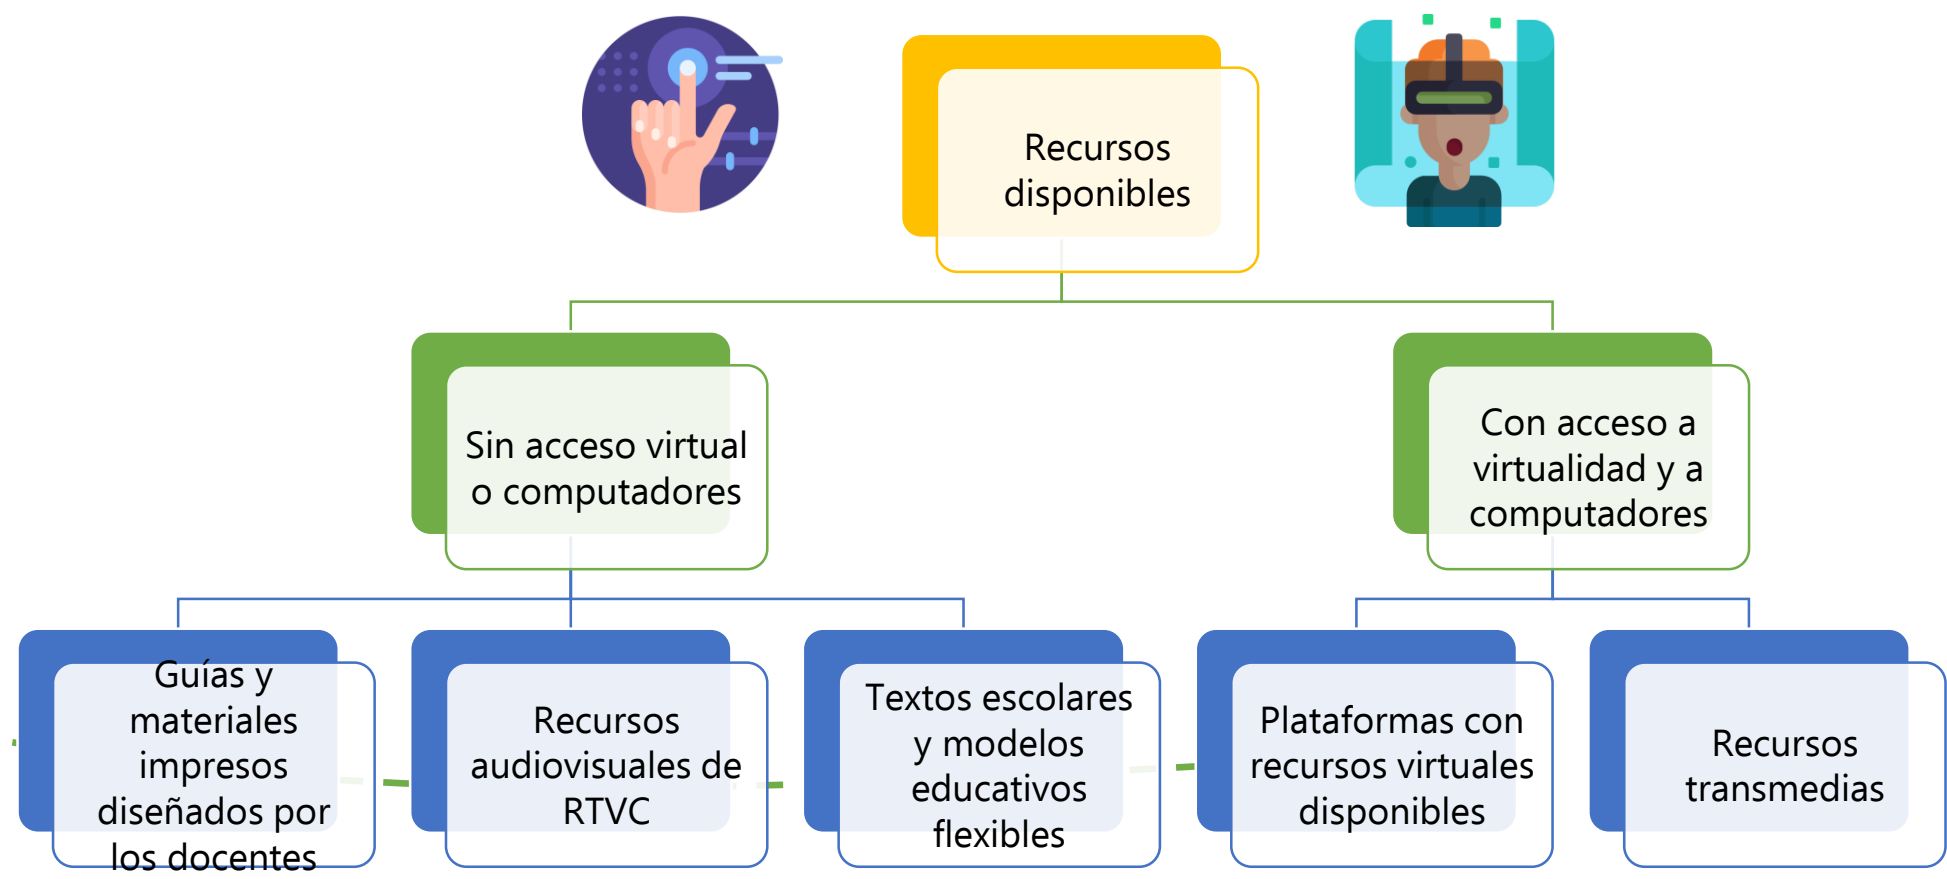 Recursos
disponibles
Sin acceso virtual
o computadores
Con acceso a
virtualidad y a
computadores
Guías y
materiales
impresos
diseñados por
los docentes
Recursos
audiovisuales de
RTVC
Textos escolares
y modelos
educativos
flexibles
Plataformas con
recursos virtuales
disponibles
Recursos
transmedias